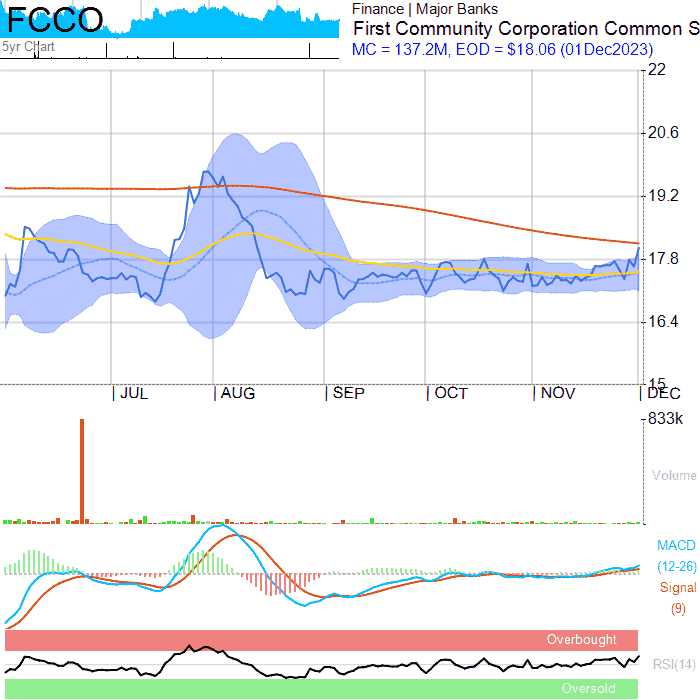 FCCO
5yr Chart
Finance | Major Banks
First Community Corporation Common S
MC = 137.2M, EOD = $18.06 (01Dec2023)
22
20.6
19.2
17.8
16.4
15
JUL
AUG
SEP
OCT
NOV
DEC
833k
Volume
MACD
(12-26)
Signal
(9)
Overbought
RSI(14)
Oversold